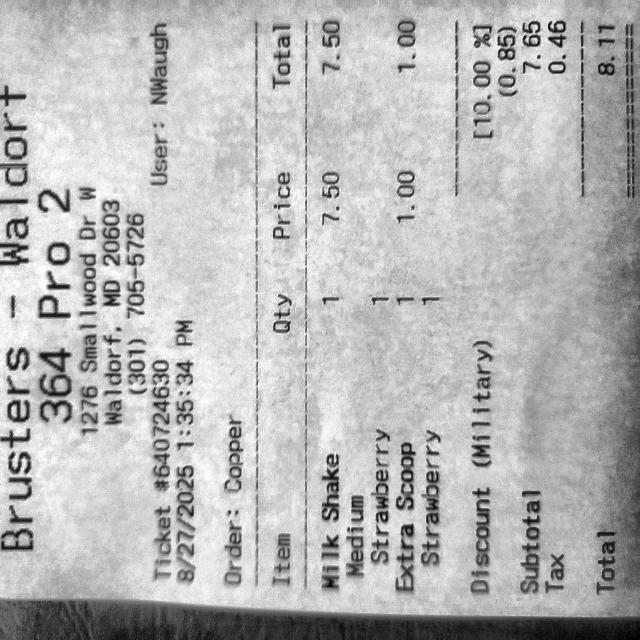 Brusters - Waldorf
364 Pro 2
1276 Smallwood Dr W
Waldorf, MD 20603
(301) 705-5726
Ticket #640724630
8/27/2025 1:35:34 PM User: NWaugh
Order: Copper
Item Qty Price Total
Milk Shake 1 7.50 7.50
Medium
Strawberry 1
Extra Scoop 1 1.00 1.00
Strawberry 1
Discount (Military) [10.00 %]
(0.85)
Subtotal 7.65
Tax 0.46
Total 8.11